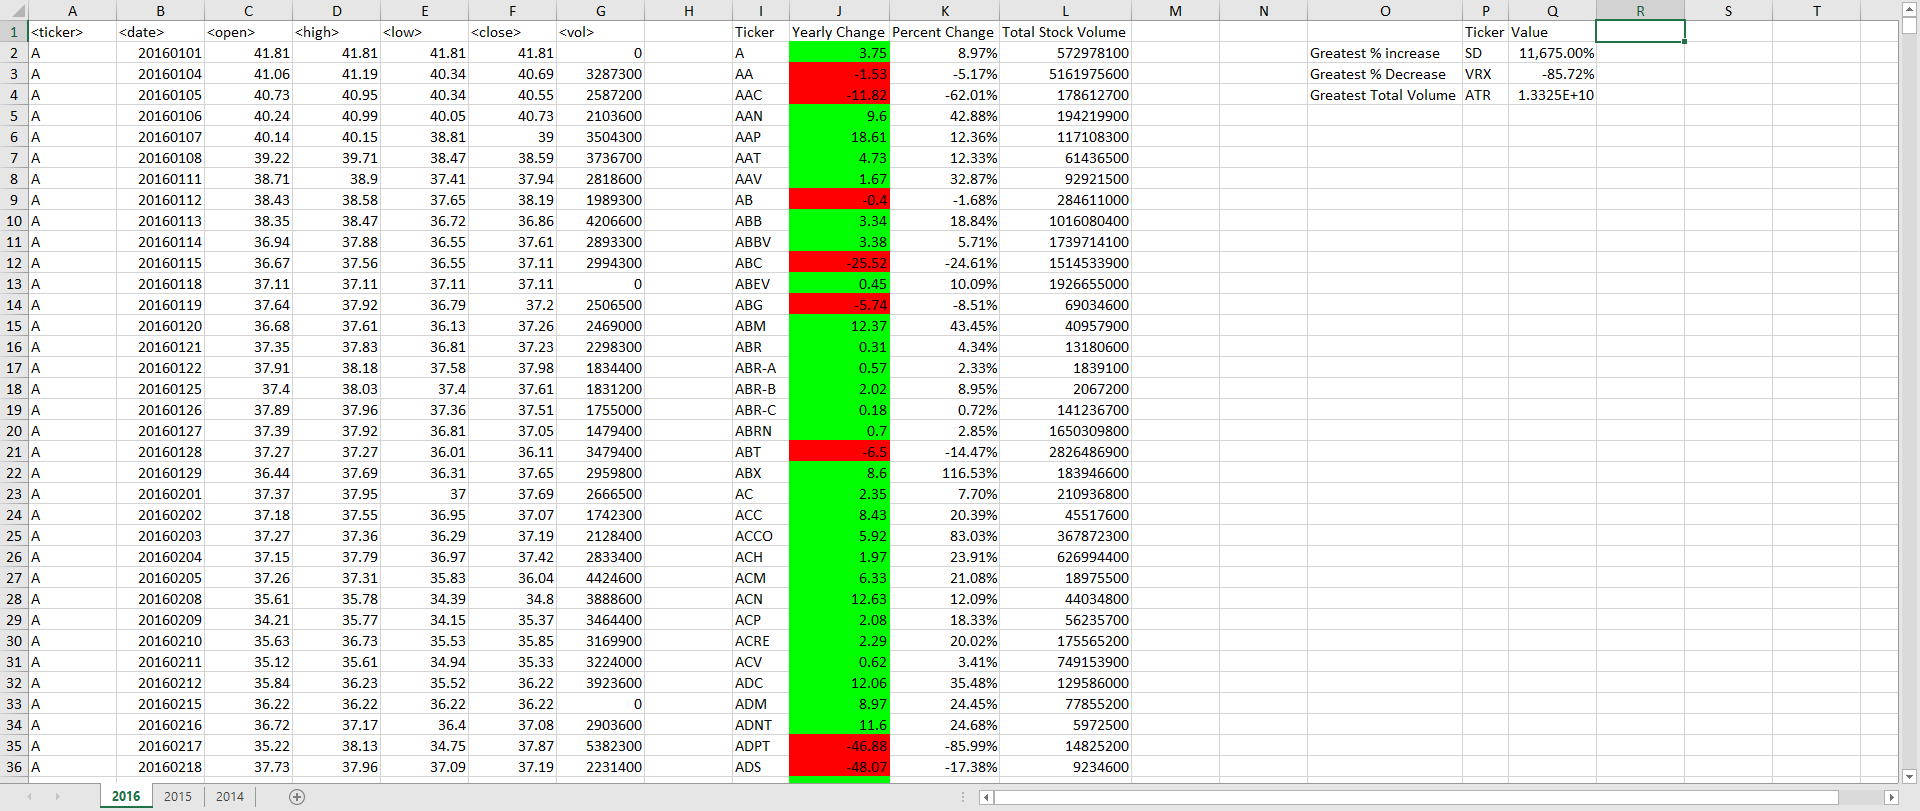 A B C D E F G H I J K L M N O P Q R S T
1 <ticker> <date> <open> <high> <low> <close> <vol> Ticker Yearly Change Percent Change Total Stock Volume Ticker Value
2 A 20160101 41.81 41.81 41.81 41.81 0 A 3.75 8.97% 572978100 Greatest % increase SD 11,675.00%
3 A 20160104 41.06 41.19 40.34 40.69 3287300 AA -1.53 -5.17% 5161975600 Greatest % Decrease VRX -85.72%
4 A 20160105 40.73 40.95 40.34 40.55 2587200 AAC -11.82 -62.01% 178612700 Greatest Total Volume ATR 1.3325E+10
5 A 20160106 40.24 40.99 40.05 40.73 2103600 AAN 9.6 42.88% 194219900
6 A 20160107 40.14 40.15 38.81 39 3504300 AAP 18.61 12.36% 117108300
7 A 20160108 39.22 39.71 38.47 38.59 3736700 AAT 4.73 12.33% 61436500
8 A 20160111 38.71 38.9 37.41 37.94 2818600 AAV 1.67 32.87% 92921500
9 A 20160112 38.43 38.58 37.65 38.19 1989300 AB -0.4 -1.68% 284611000
10 A 20160113 38.35 38.47 36.72 36.86 4206600 ABB 3.34 18.84% 1016080400
11 A 20160114 36.94 37.88 36.55 37.61 2893300 ABBV 3.38 5.71% 1739714100
12 A 20160115 36.67 37.56 36.55 37.11 2994300 ABC -25.52 -24.61% 1514533900
13 A 20160118 37.11 37.11 37.11 37.11 0 ABEV 0.45 10.09% 1926655000
14 A 20160119 37.64 37.92 36.79 37.2 2506500 ABG -5.74 -8.51% 69034600
15 A 20160120 36.68 37.61 36.13 37.26 2469000 ABM 12.37 43.45% 40957900
16 A 20160121 37.35 37.83 36.81 37.23 2298300 ABR 0.31 4.34% 13180600
17 A 20160122 37.91 38.18 37.58 37.98 1834400 ABR-A 0.57 2.33% 1839100
18 A 20160125 37.4 38.03 37.4 37.61 1831200 ABR-B 2.02 8.95% 2067200
19 A 20160126 37.89 37.96 37.36 37.51 1755000 ABR-C 0.18 0.72% 141236700
20 A 20160127 37.39 37.92 36.81 37.05 1479400 ABRN 0.7 2.85% 1650309800
21 A 20160128 37.27 37.27 36.01 36.11 3479400 ABT -6.5 -14.47% 2826486900
22 A 20160129 36.44 37.69 36.31 37.65 2959800 ABX 8.6 116.53% 183946600
23 A 20160201 37.37 37.95 37 37.69 2666500 AC 2.35 7.70% 210936800
24 A 20160202 37.18 37.55 36.95 37.07 1742300 ACC 8.43 20.39% 45517600
25 A 20160203 37.27 37.36 36.29 37.19 2128400 ACCO 5.92 83.03% 367872300
26 A 20160204 37.15 37.79 36.97 37.42 2833400 ACH 1.97 23.91% 626994400
27 A 20160205 37.26 37.31 35.83 36.04 4424600 ACM 6.33 21.08% 18975500
28 A 20160208 35.61 35.78 34.39 34.8 3888600 ACN 12.63 12.09% 44034800
29 A 20160209 34.21 35.77 34.15 35.37 3464400 ACP 2.08 18.33% 56235700
30 A 20160210 35.63 36.73 35.53 35.85 3169900 ACRE 2.29 20.02% 175565200
31 A 20160211 35.12 35.61 34.94 35.33 3224000 ACV 0.62 3.41% 749153900
32 A 20160212 35.84 36.23 35.52 36.22 3923600 ADC 12.06 35.48% 129586000
33 A 20160215 36.22 36.22 36.22 36.22 0 ADM 8.97 24.45% 77855200
34 A 20160216 36.72 37.17 36.4 37.08 2903600 ADNT 11.6 24.68% 5972500
35 A 20160217 35.22 38.13 34.75 37.87 5382300 ADPT -46.88 -85.99% 14825200
36 A 20160218 37.73 37.96 37.09 37.19 2231400 ADS -48.07 -17.38% 9234600
2016 2015 2014